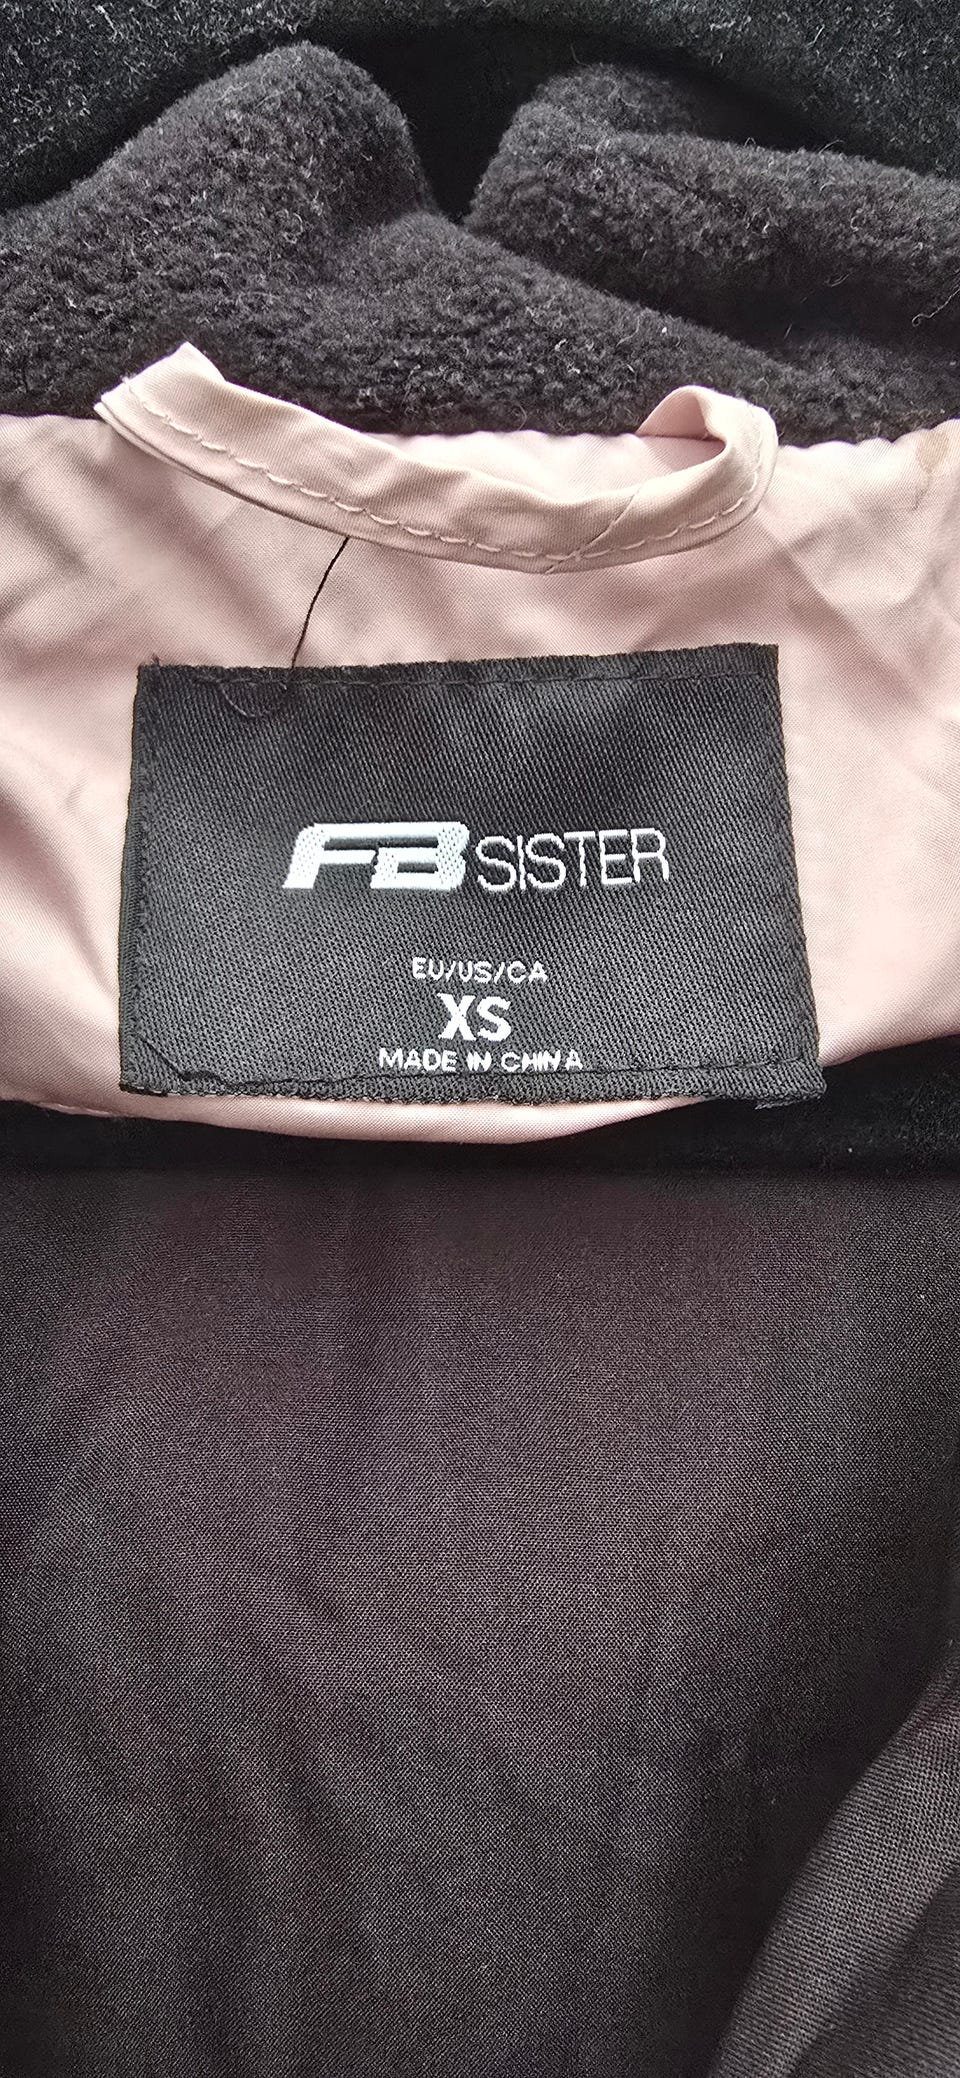 FB SISTER
EU/US/CA
XS
MADE IN CHINA